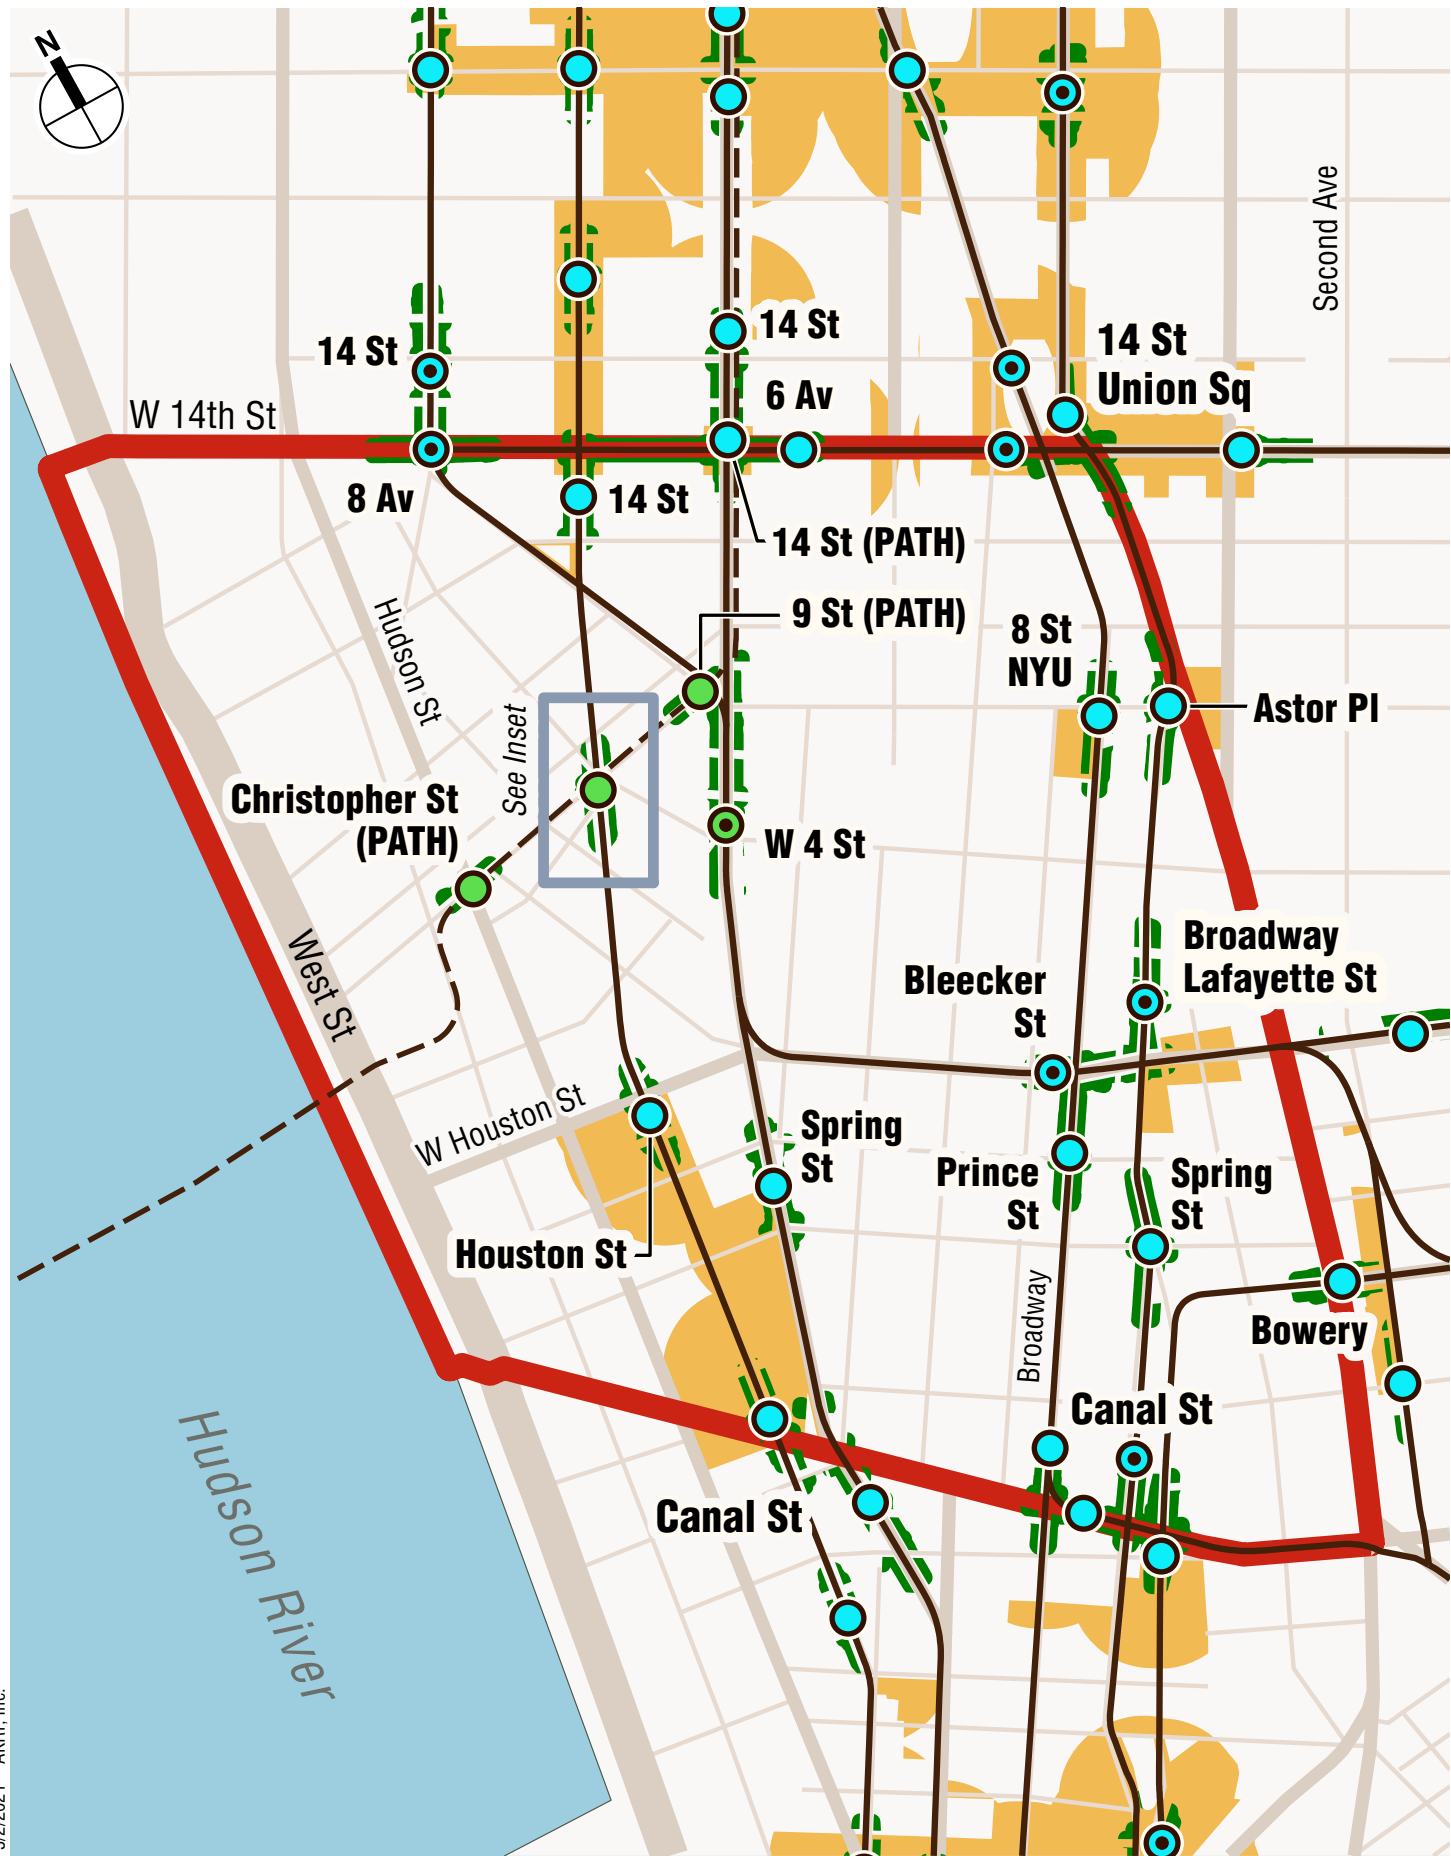 N
Second Ave
14 St
14 St
Union Sq
14 St
6 Av
W 14th St
8 Av
14 St
14 St (PATH)
9 St (PATH)
Hudson St
8 St
NYU
See Inset
Astor Pl
Christopher St
(PATH)
W 4 St
West St
Broadway
Lafayette St
Bleecker
St
W Houston St
Spring
St
Prince
St
Spring
St
Houston St
Broadway
Bowery
Canal St
Canal St
Hudson River